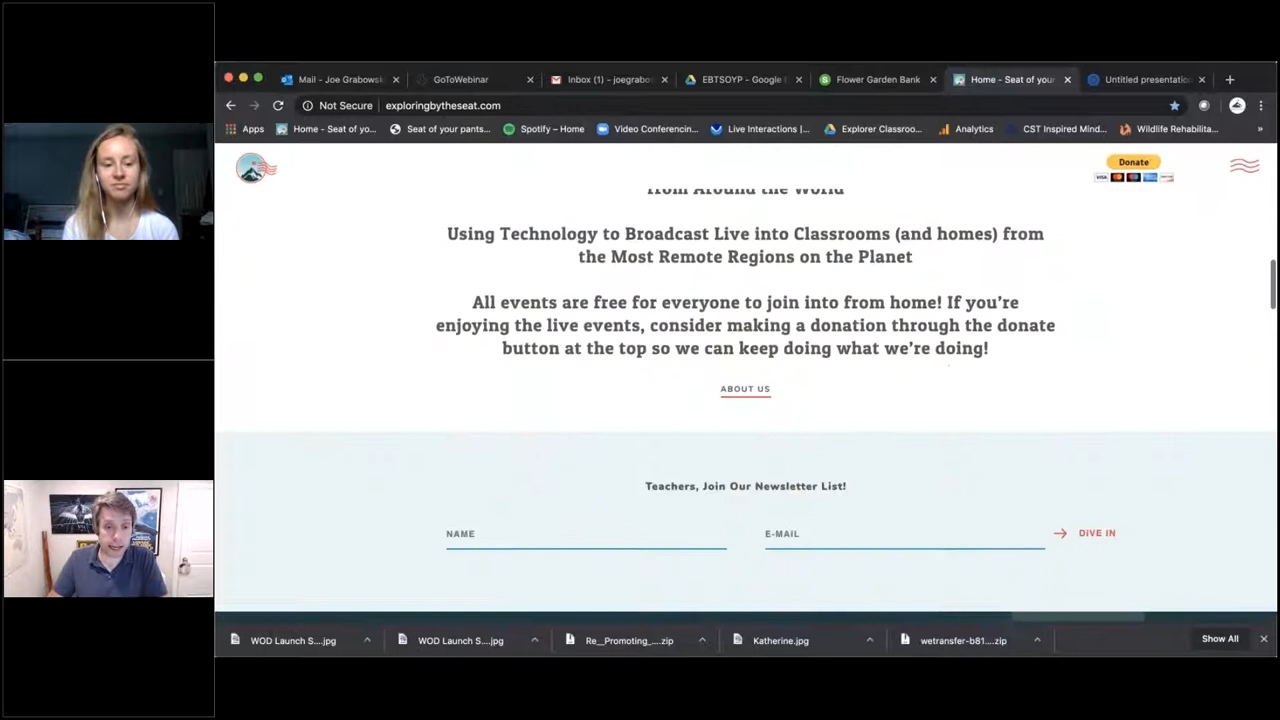 Mail - Joe Grabowsk
GoToWebinar
Inbox (1) - joegrabo
EBTSOYP - Google
Flower Garden Bank
Home - Seat of your
Untitled presentatio
Not Secure
exploringbytheseat.com
Apps
Home - Seat of yo...
Seat of your pants...
Spotify – Home
Video Conferencin...
Live Interactions |...
Explorer Classroo...
Analytics
CST Inspired Mind...
Wildlife Rehabilita...
»
Donate
VISA
from Around the World
Using Technology to Broadcast Live into Classrooms (and homes) from
the Most Remote Regions on the Planet
All events are free for everyone to join into from home! If you’re
enjoying the live events, consider making a donation through the donate
button at the top so we can keep doing what we’re doing!
ABOUT US
Teachers, Join Our Newsletter List!
NAME
E-MAIL
DIVE IN
WOD Launch S....jpg
WOD Launch S....jpg
Re__Promoting_....zip
Katherine.jpg
wetransfer-b81....zip
Show All